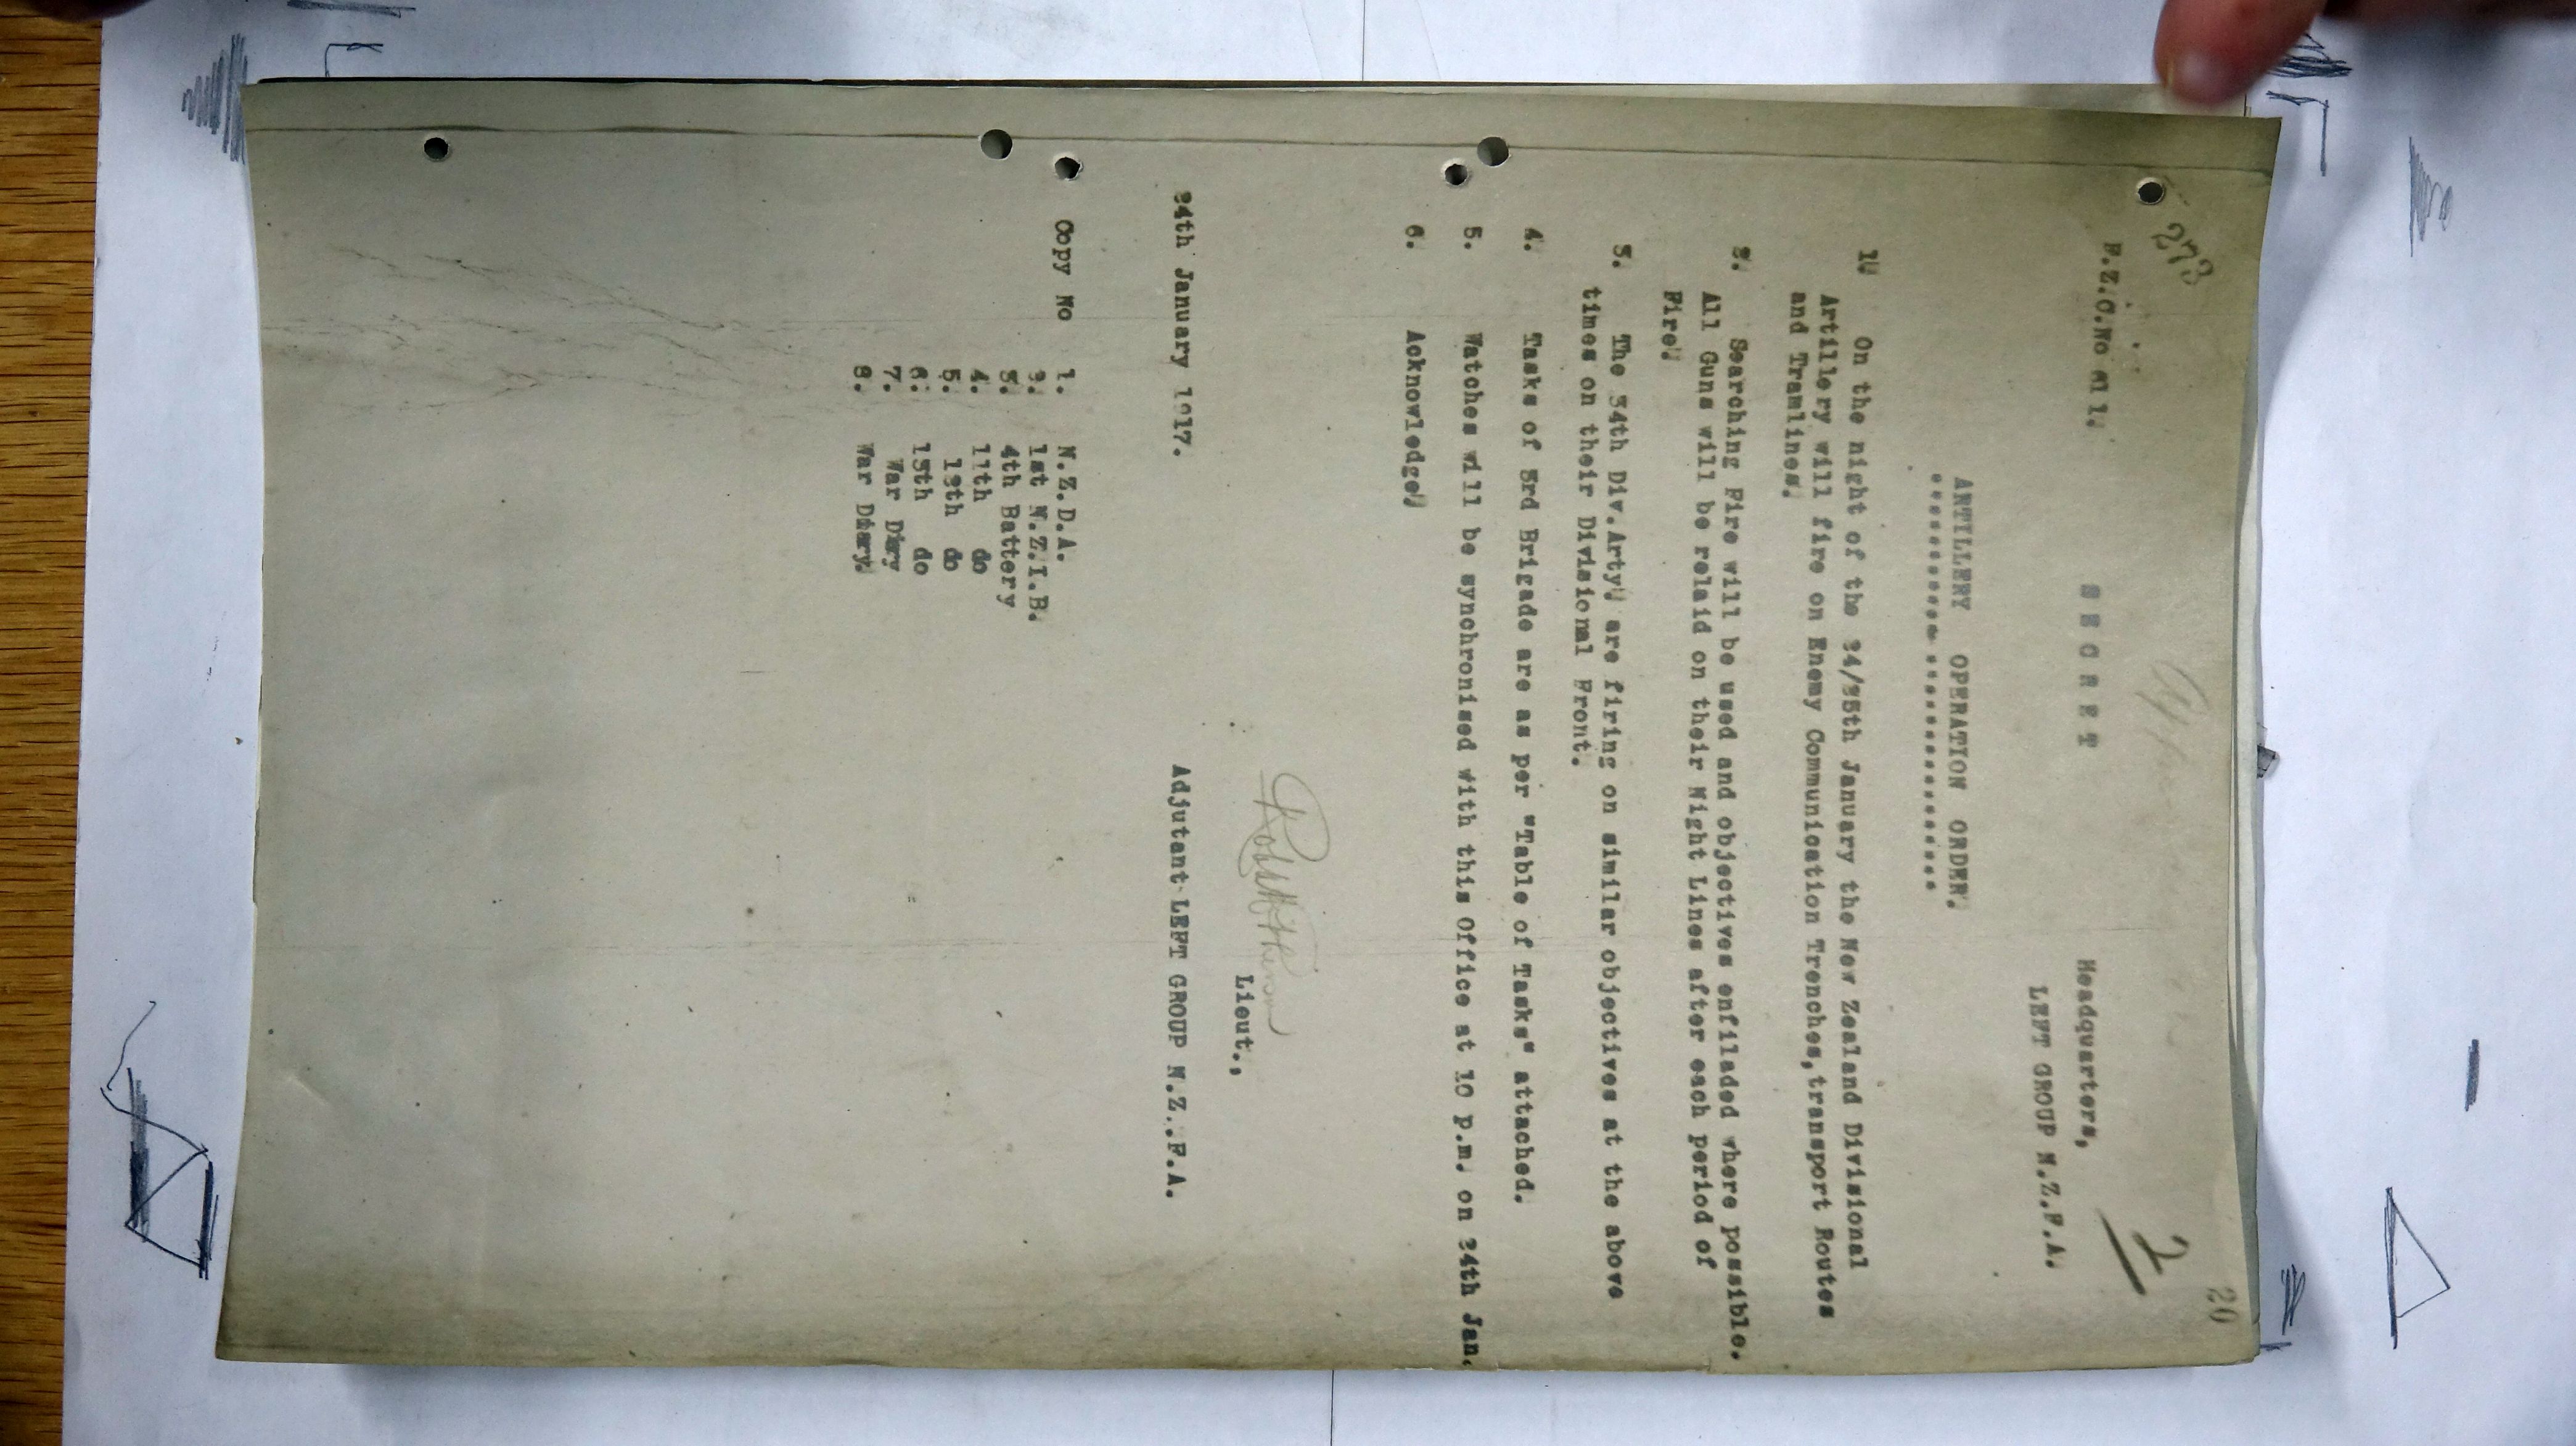 273
20
2
F.Z.C.No a1 1.
S E C R E T
Headquarters,
LEFT GROUP N.Z.F.A.
ARTILLERY OPERATION ORDER.
1. On the night of the 24/25th January the New Zealand Divisional
Artillery will fire on Enemy Communication Trenches,transport Routes
and Tramlines.
2. Searching Fire will be used and objectives enfiladed where possible.
All Guns will be relaid on their Night Lines after each period of
Fire.
3. The 34th Div.Arty. are firing on similar objectives at the above
times on their Divisional Front.
4. Tasks of 3rd Brigade are as per "Table of Tasks" attached.
5. Watches will be synchronised with this Office at 10 p.m. on 24th Jan.
6. Acknowledge.
Lieut.,
24th January 1917. Adjutant LEFT GROUP N.Z.F.A.
Copy No 1. N.Z.D.A.
2. 1st N.Z.I.B.
3. 4th Battery
4. 11th do
5. 12th do
6. 13th do
7. War Diary
8. War Diary.